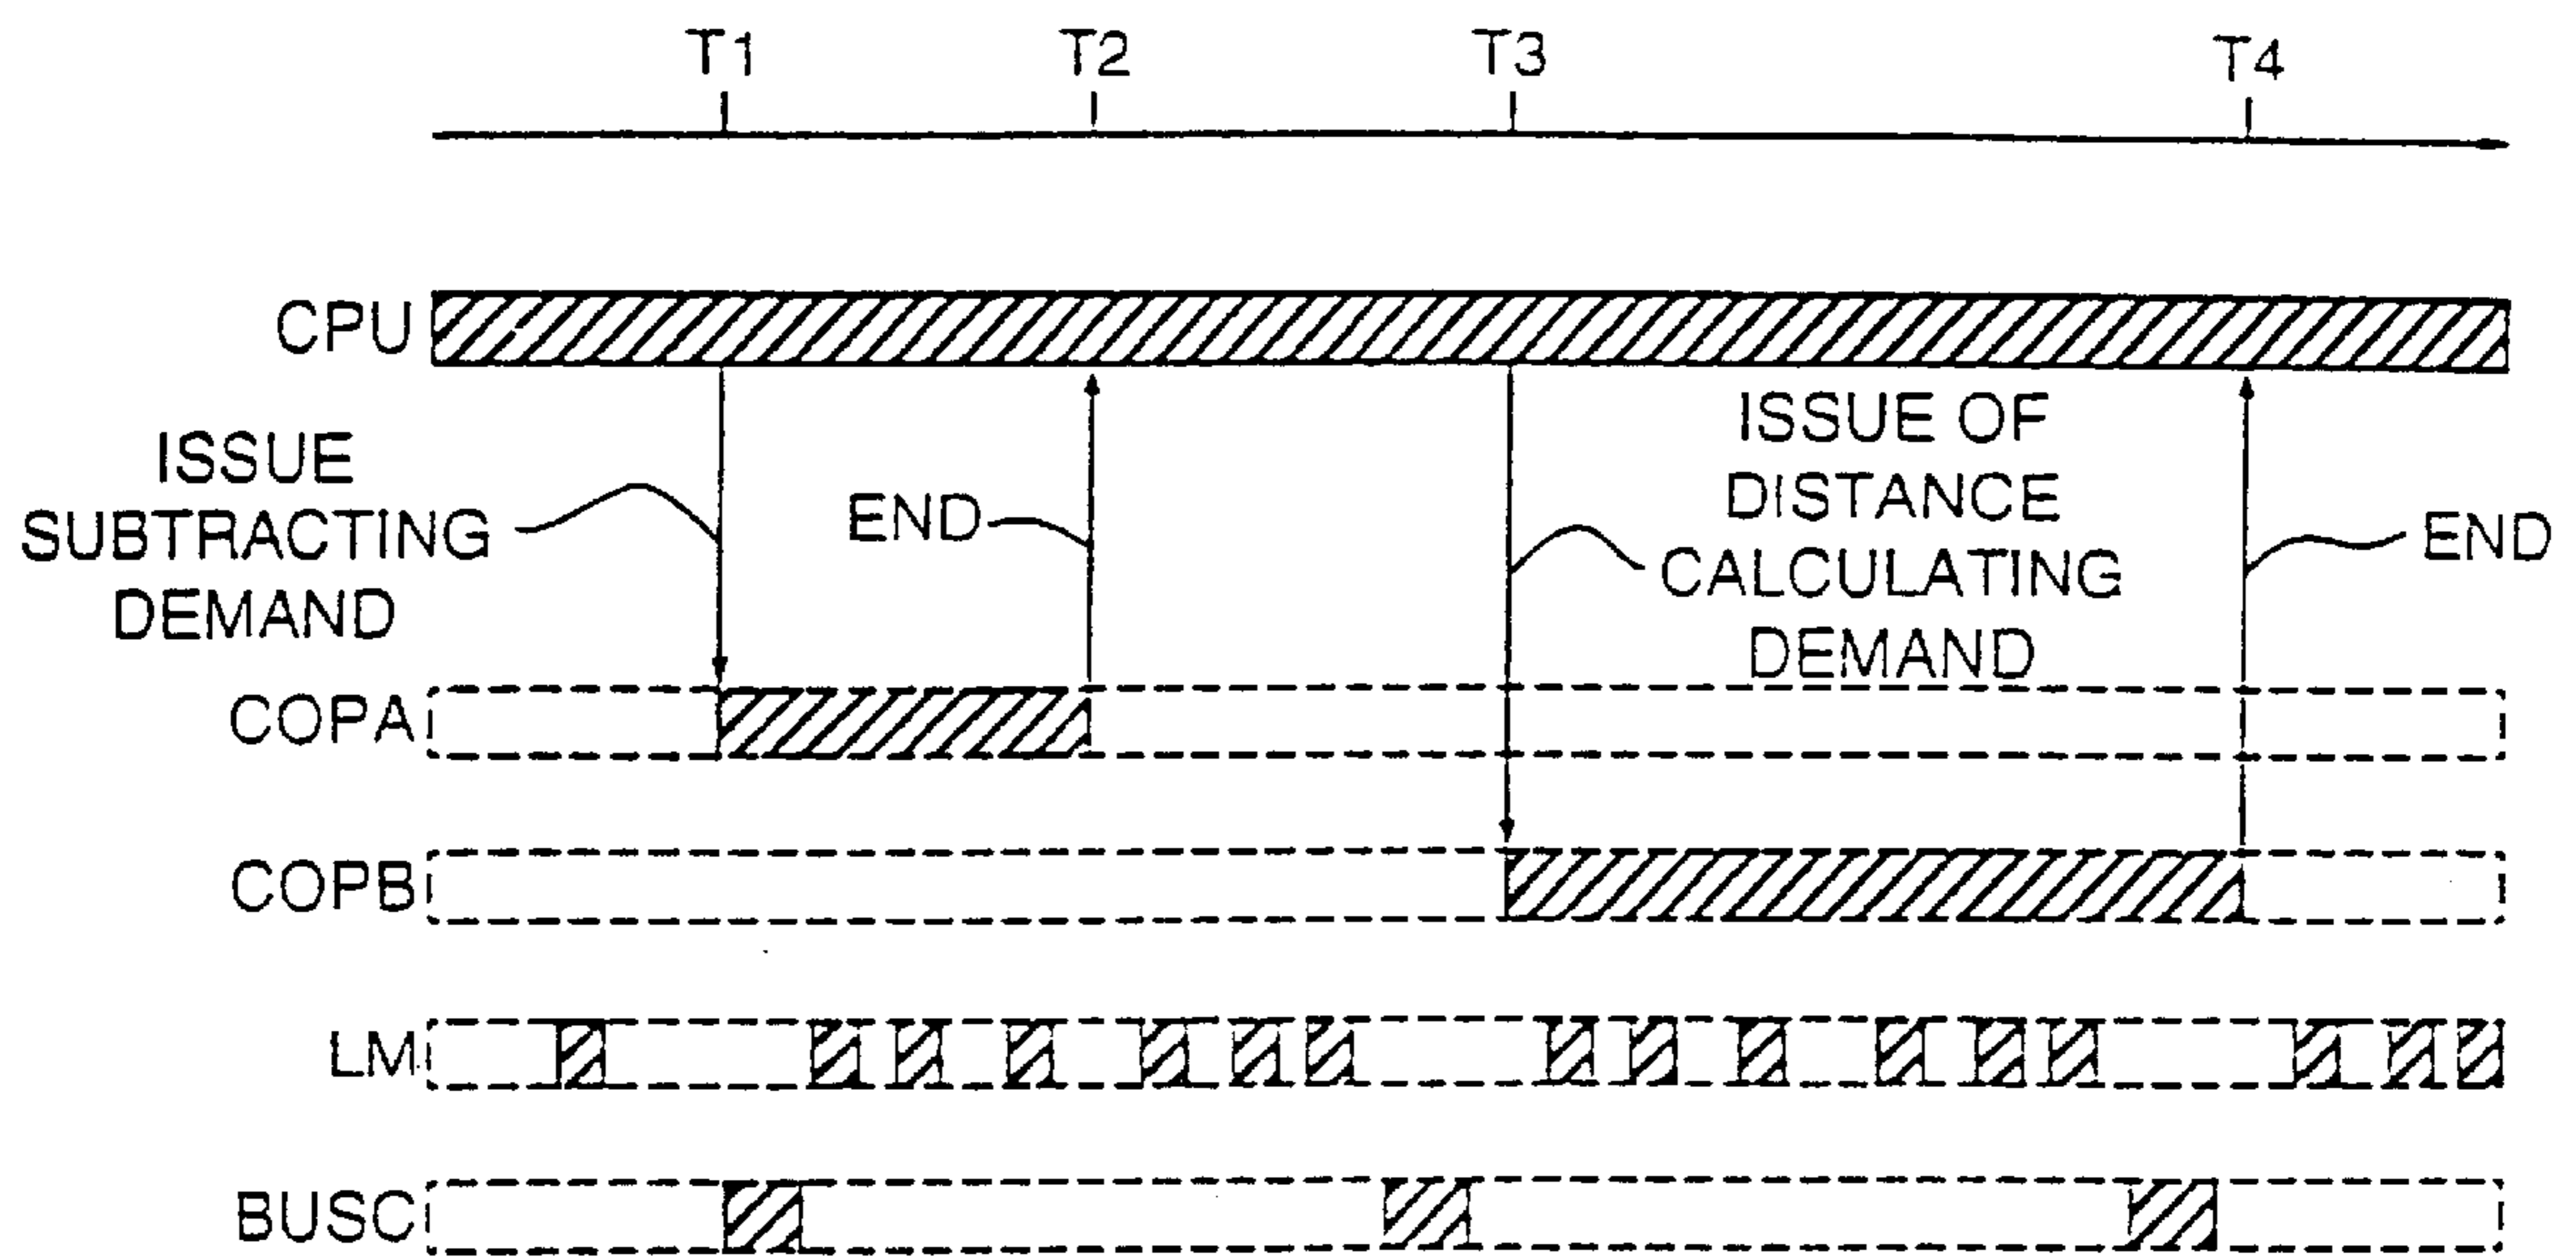 T1 T2 T3 T4
CPU
ISSUE
SUBTRACTING
DEMAND
END
ISSUE OF
DISTANCE
CALCULATING
DEMAND
END
COPA
COPB
LM
BUSC